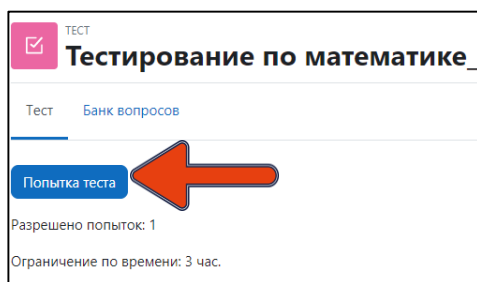 ТЕСТ
Тестирование по математике_
Тест Банк вопросов
Попытка теста
Разрешено попыток: 1
Ограничение по времени: 3 час.